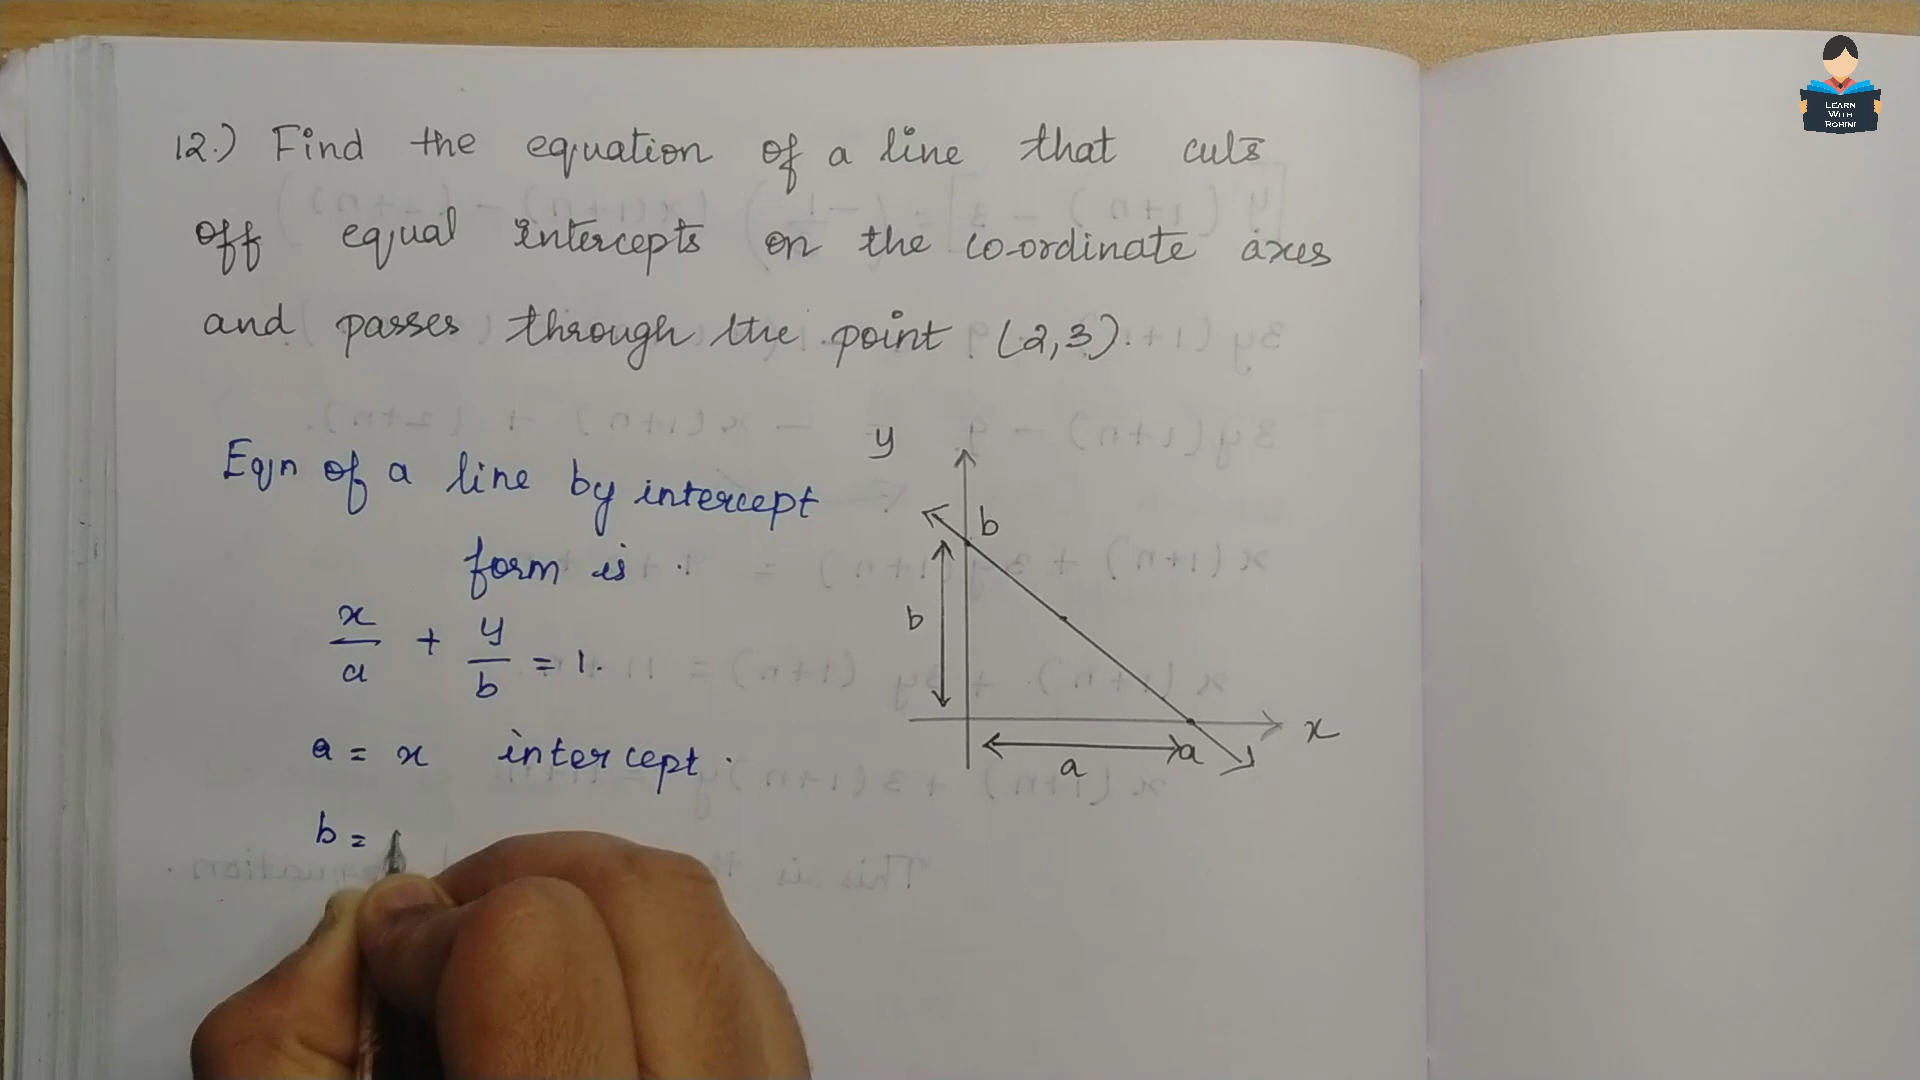 12.) Find the equation of a line that cuts
off equal intercepts on the co-ordinate axes
and passes through the point (2,3).
Eqn of a line by intercept
form is
x/a + y/b = 1.
a = x intercept.
b =
y
b
b
a
a
x
LEARN
WITH
ROHINI